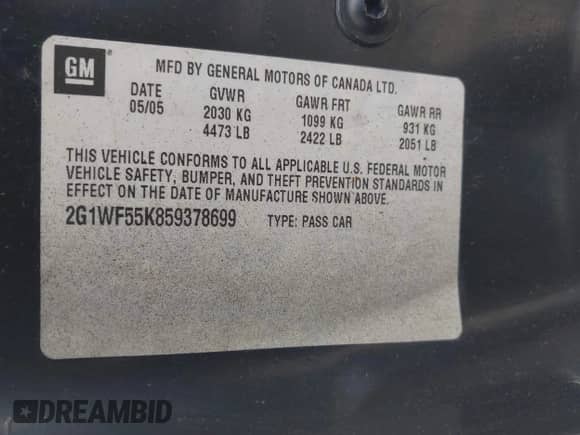 GM
MFD BY GENERAL MOTORS OF CANADA LTD.
DATE GVWR GAWR FRT GAWR RR
05/05 2030 KG 1099 KG 931 KG
4473 LB 2422 LB 2051 LB
THIS VEHICLE CONFORMS TO ALL APPLICABLE U.S. FEDERAL MOTOR
VEHICLE SAFETY, BUMPER, AND THEFT PREVENTION STANDARDS IN
EFFECT ON THE DATE OF MANUFACTURE SHOWN ABOVE.
2G1WF55K859378699 TYPE: PASS CAR
DREAMBID